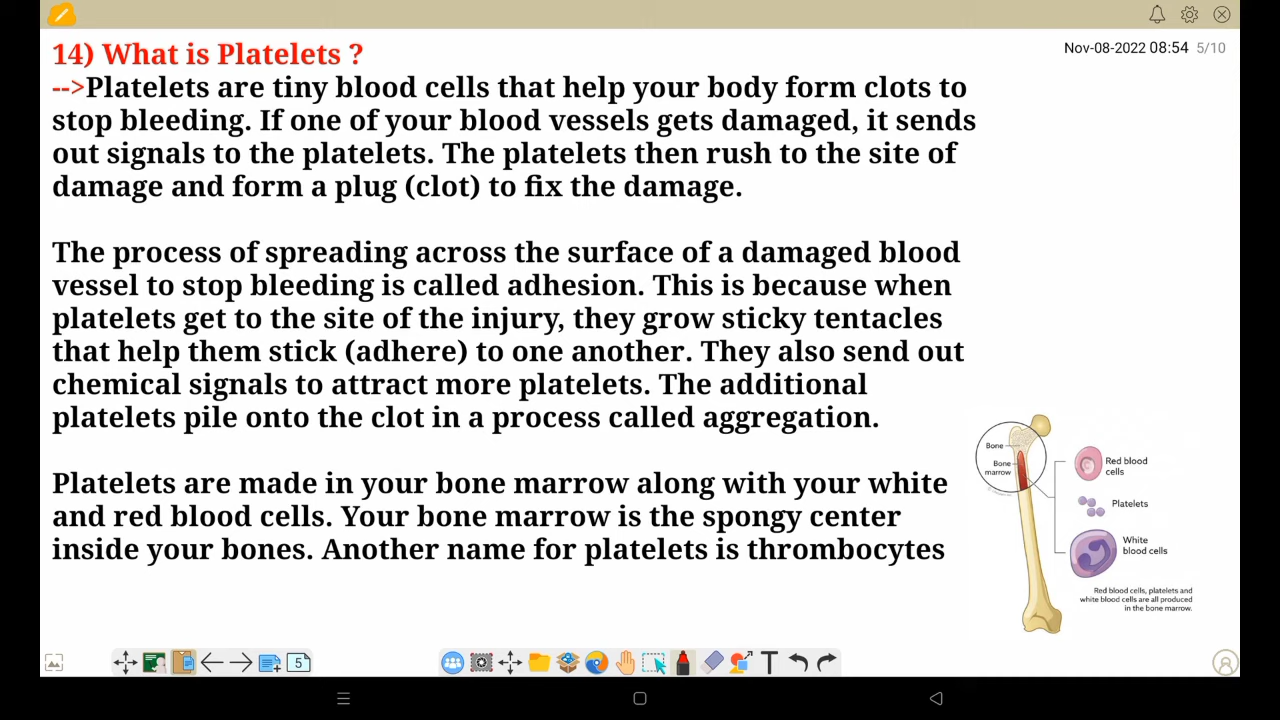 Nov-08-2022 08:54 5/10
14) What is Platelets ?
-->Platelets are tiny blood cells that help your body form clots to
stop bleeding. If one of your blood vessels gets damaged, it sends
out signals to the platelets. The platelets then rush to the site of
damage and form a plug (clot) to fix the damage.
The process of spreading across the surface of a damaged blood
vessel to stop bleeding is called adhesion. This is because when
platelets get to the site of the injury, they grow sticky tentacles
that help them stick (adhere) to one another. They also send out
chemical signals to attract more platelets. The additional
platelets pile onto the clot in a process called aggregation.
Platelets are made in your bone marrow along with your white
and red blood cells. Your bone marrow is the spongy center
inside your bones. Another name for platelets is thrombocytes
Bone
Bone
marrow
Red blood
cells
Platelets
White
blood cells
Red blood cells, platelets and
white blood cells are all produced
in the bone marrow.
5
T